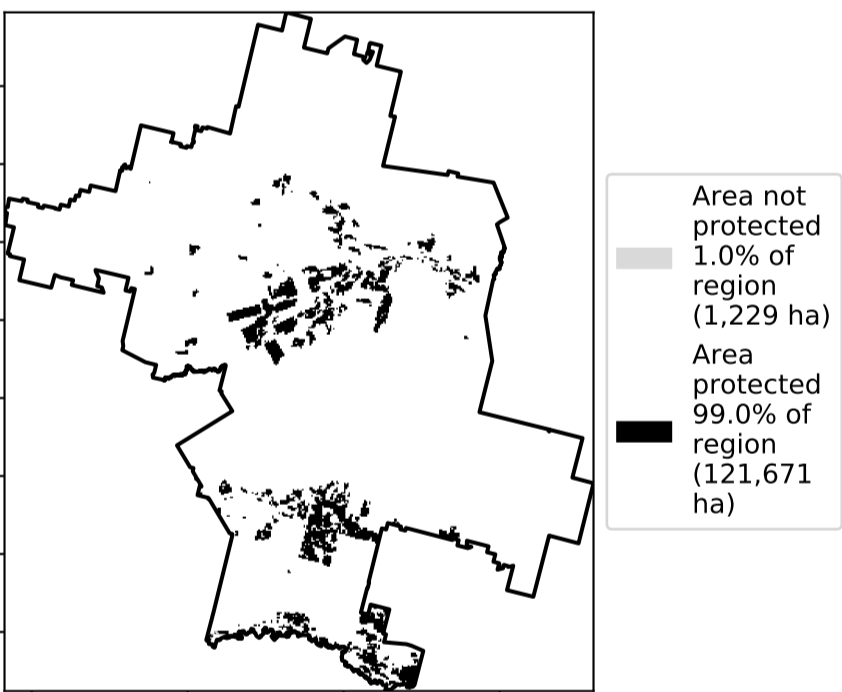 Area not
protected
1.0% of
region
(1,229 ha)
Area
protected
99.0% of
region
(121,671
ha)